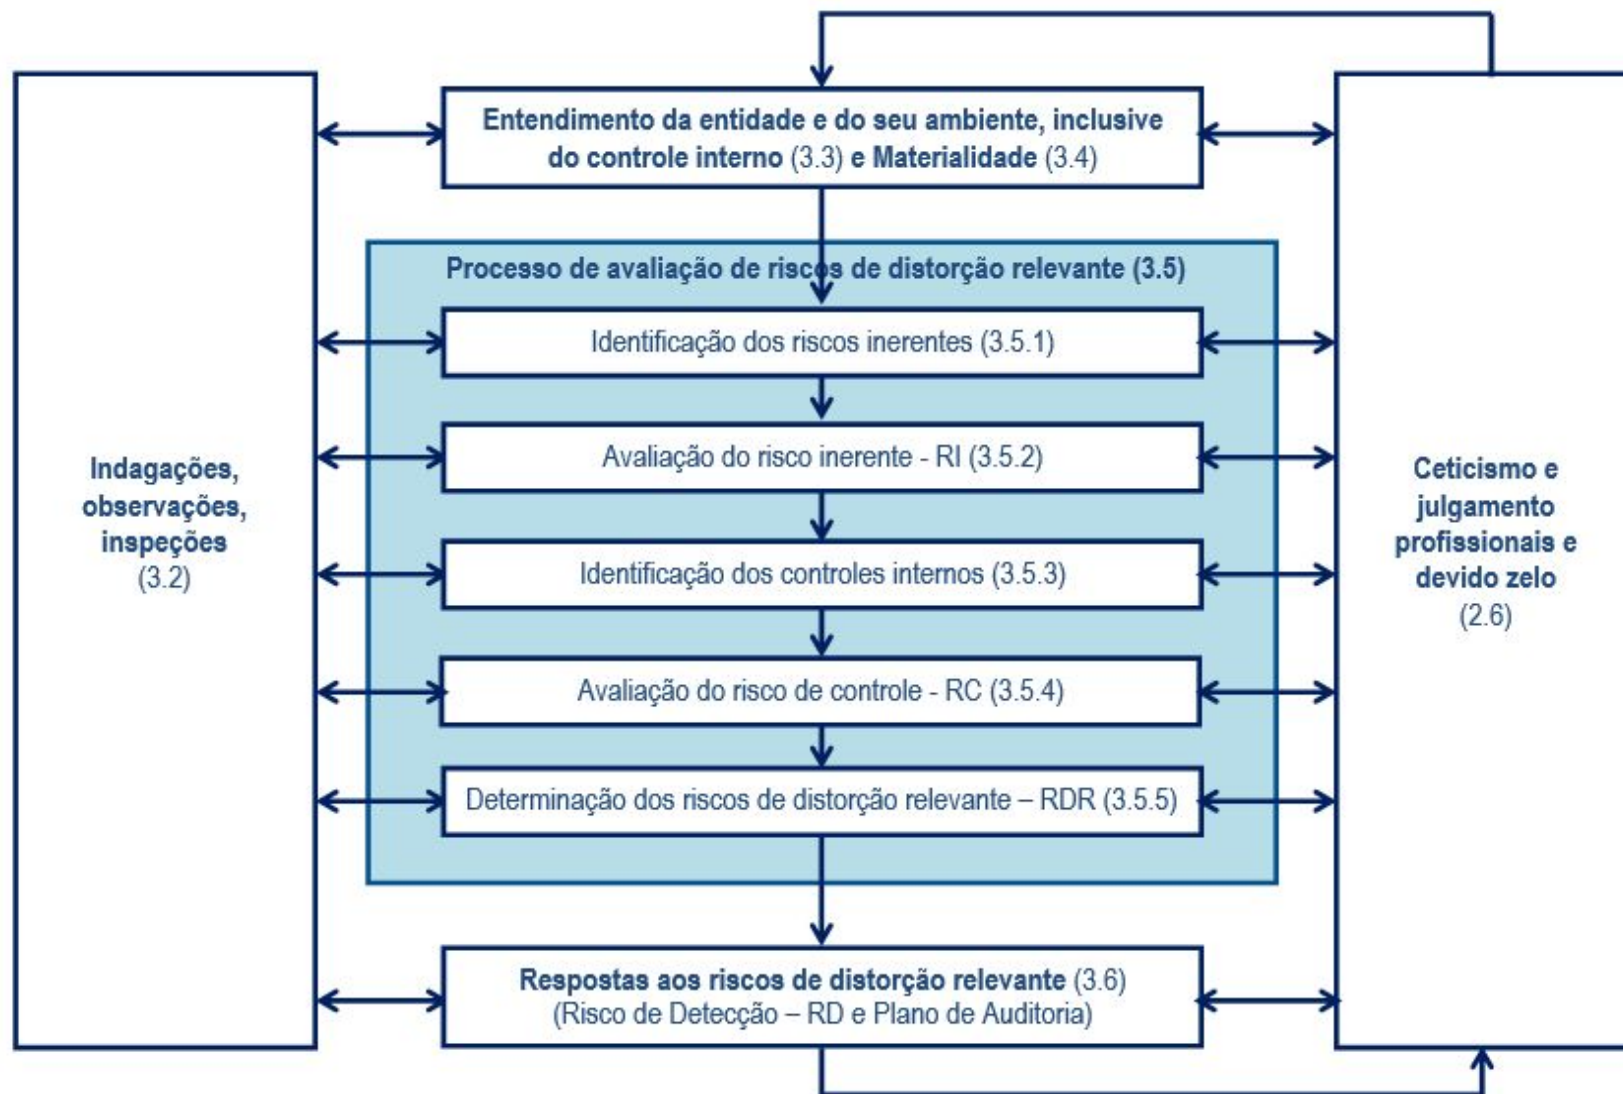 Entendimento da entidade e do seu ambiente, inclusive
do controle interno (3.3) e Materialidade (3.4)
Processo de avaliação de riscos de distorção relevante (3.5)
Identificação dos riscos inerentes (3.5.1)
Avaliação do risco inerente - RI (3.5.2)
Identificação dos controles internos (3.5.3)
Avaliação do risco de controle - RC (3.5.4)
Determinação dos riscos de distorção relevante – RDR (3.5.5)
Respostas aos riscos de distorção relevante (3.6)
(Risco de Detecção – RD e Plano de Auditoria)
Indagações,
observações,
inspeções
(3.2)
Ceticismo e
julgamento
profissionais e
devido zelo
(2.6)